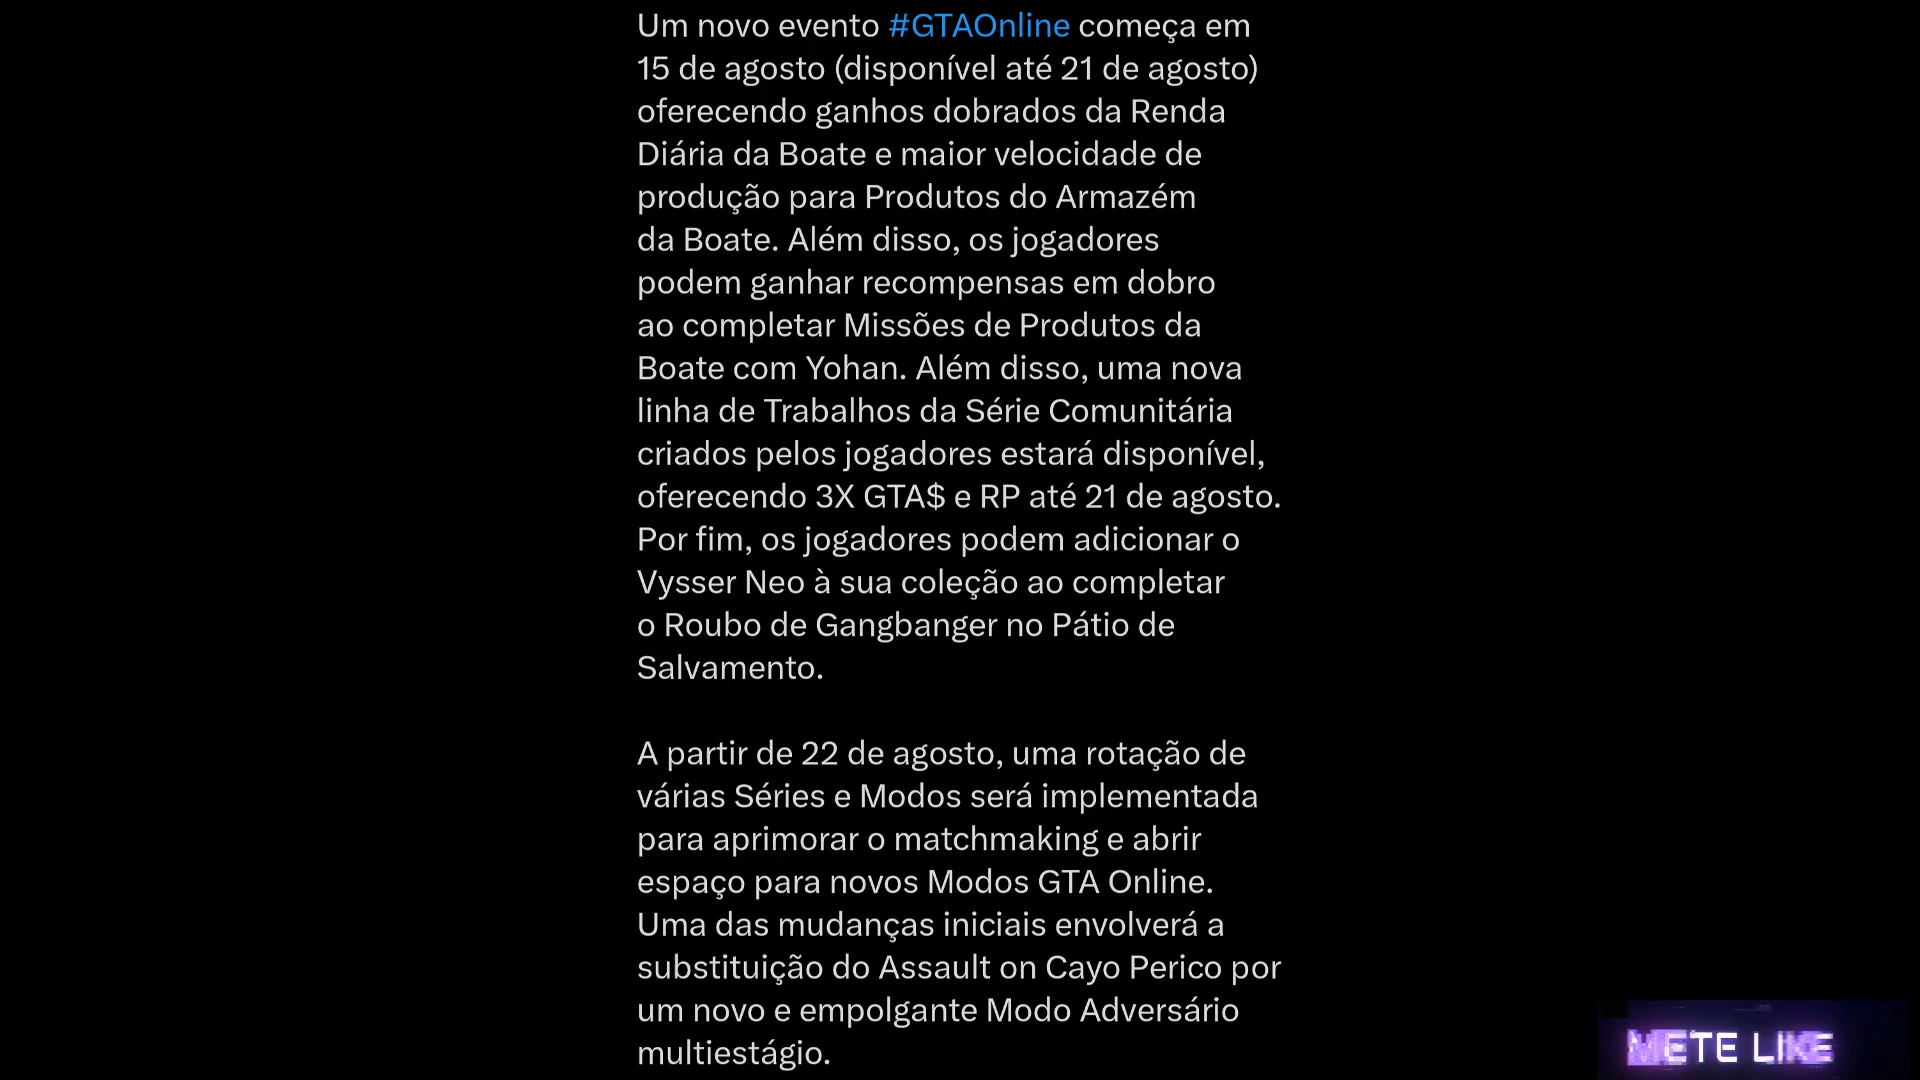 Um novo evento #GTAOnline começa em
15 de agosto (disponível até 21 de agosto)
oferecendo ganhos dobrados da Renda
Diária da Boate e maior velocidade de
produção para Produtos do Armazém
da Boate. Além disso, os jogadores
podem ganhar recompensas em dobro
ao completar Missões de Produtos da
Boate com Yohan. Além disso, uma nova
linha de Trabalhos da Série Comunitária
criados pelos jogadores estará disponível,
oferecendo 3X GTA$ e RP até 21 de agosto.
Por fim, os jogadores podem adicionar o
Vysser Neo à sua coleção ao completar
o Roubo de Gangbanger no Pátio de
Salvamento.
A partir de 22 de agosto, uma rotação de
várias Séries e Modos será implementada
para aprimorar o matchmaking e abrir
espaço para novos Modos GTA Online.
Uma das mudanças iniciais envolverá a
substituição do Assault on Cayo Perico por
um novo e empolgante Modo Adversário
multiestágio.
METE LIKE